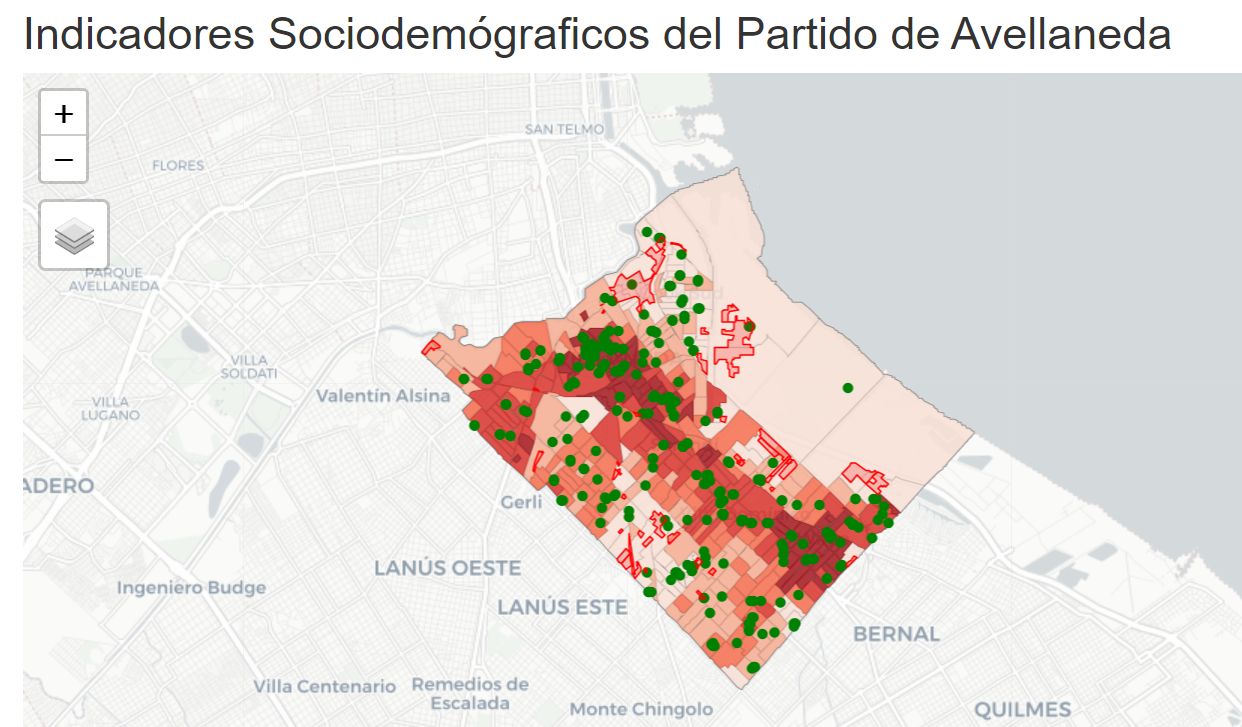 Indicadores Sociodemógraficos del Partido de Avellaneda
+
−
SAN TELMO
FLORES
PARQUE
AVELLANEDA
VILLA
SOLDATI
Valentín Alsina
VILLA
LUGANO
ADERO
Gerli
LANÚS OESTE
Ingeniero Budge
LANÚS ESTE
BERNAL
Villa Centenario
Remedios de
Escalada
Monte Chingolo
QUILMES